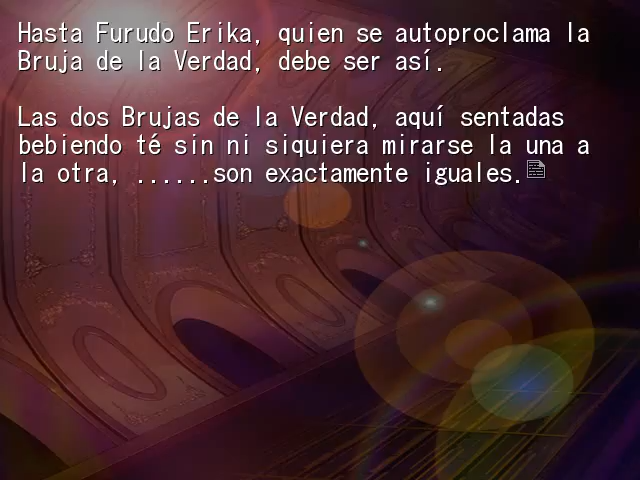 Hasta Furudo Erika, quien se autoproclama la
Bruja de la Verdad, debe ser así.
Las dos Brujas de la Verdad, aquí sentadas
bebiendo té sin ni siquiera mirarse la una a
la otra, ......son exactamente iguales.